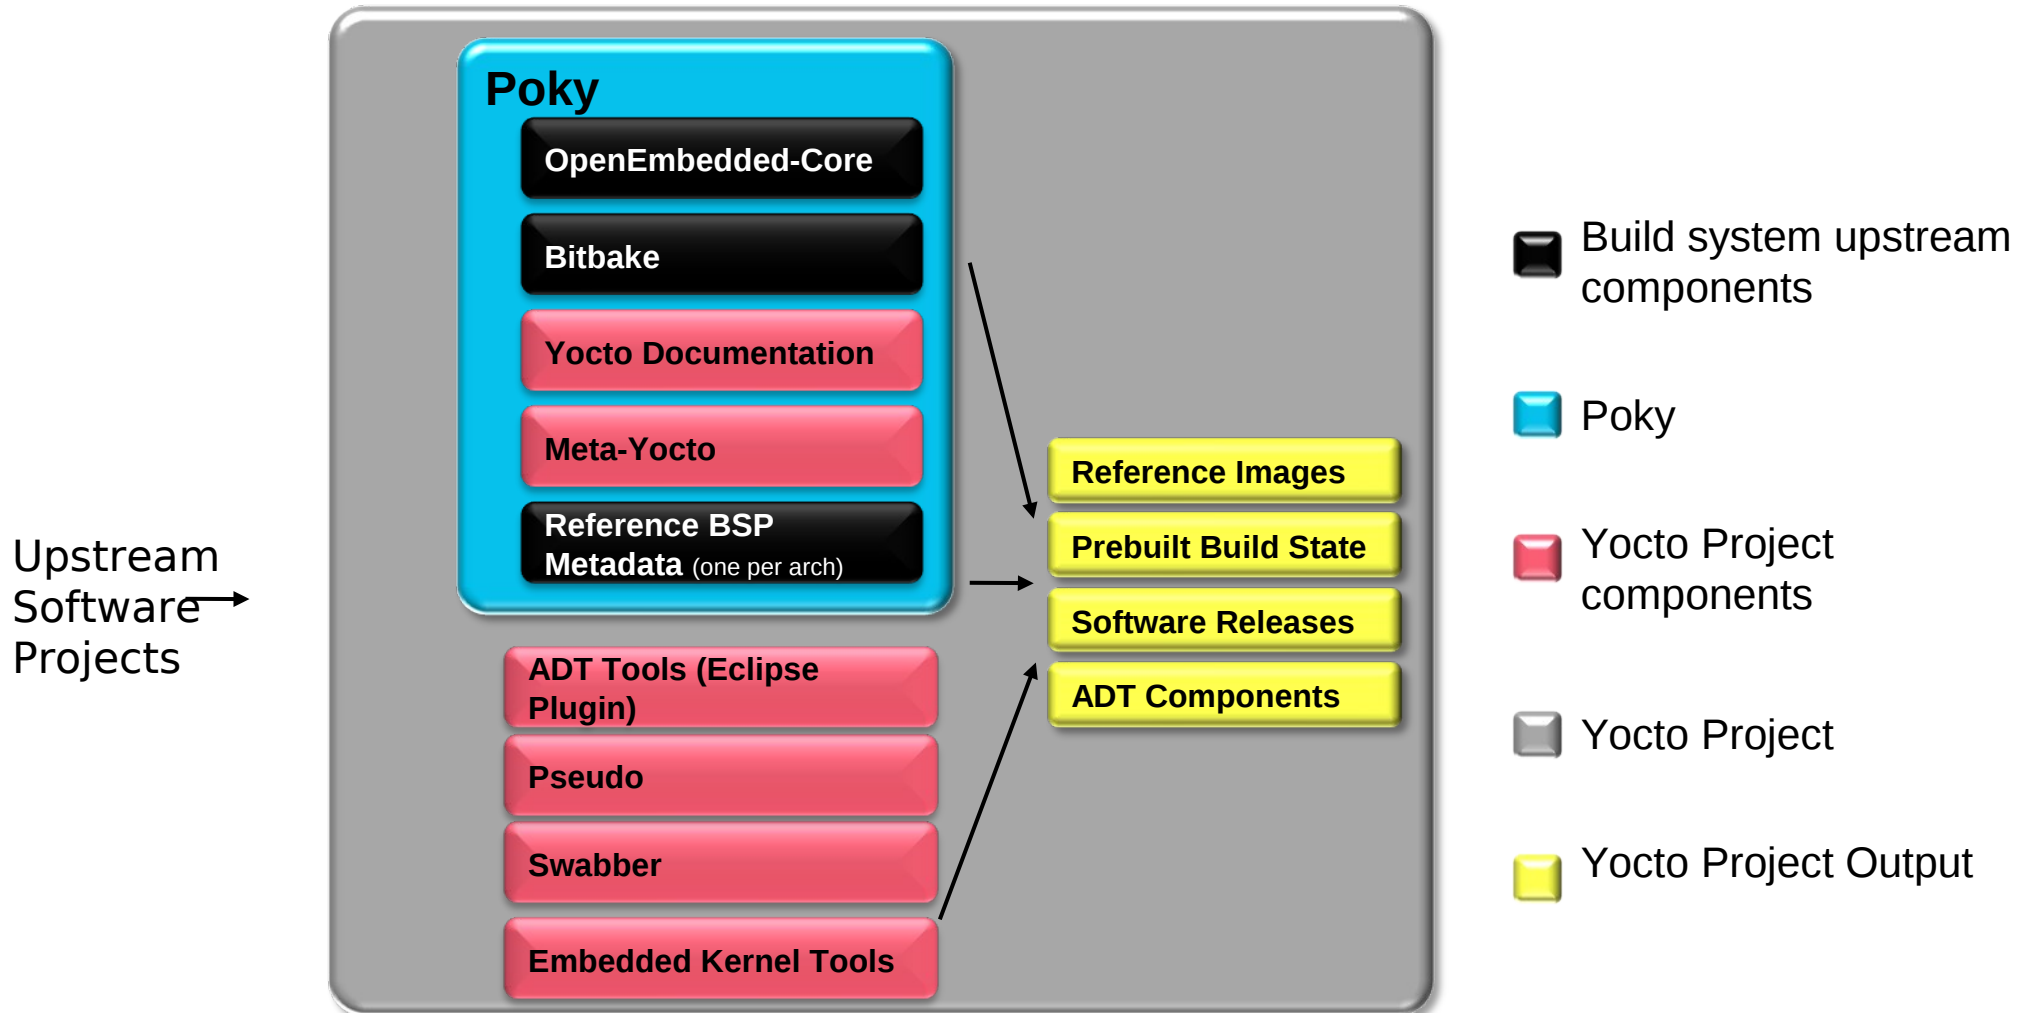 Poky
OpenEmbedded-Core
Bitbake
Yocto Documentation
Meta-Yocto
Reference BSP
Metadata (one per arch)
ADT Tools (Eclipse
Plugin)
Pseudo
Swabber
Embedded Kernel Tools
Upstream
Software
Projects
Reference Images
Prebuilt Build State
Software Releases
ADT Components
Build system upstream
components
Poky
Yocto Project
components
Yocto Project
Yocto Project Output